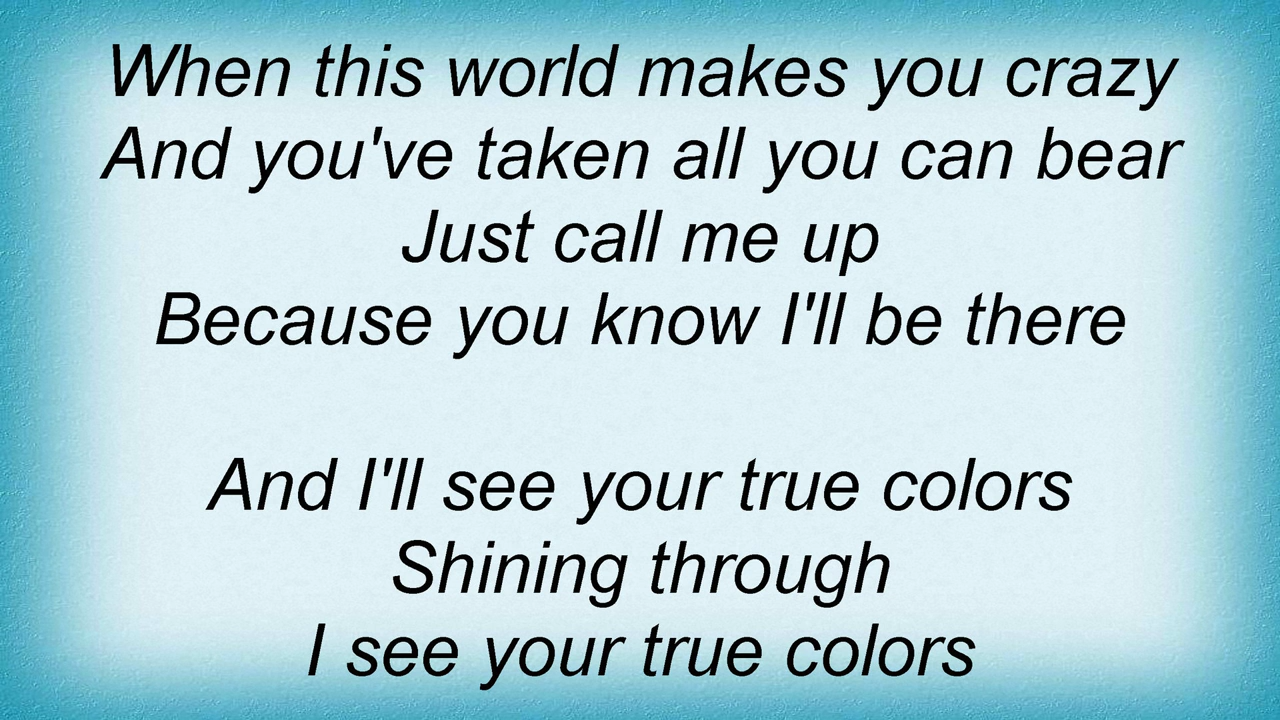 When this world makes you crazy
And you've taken all you can bear
Just call me up
Because you know I'll be there
And I'll see your true colors
Shining through
I see your true colors